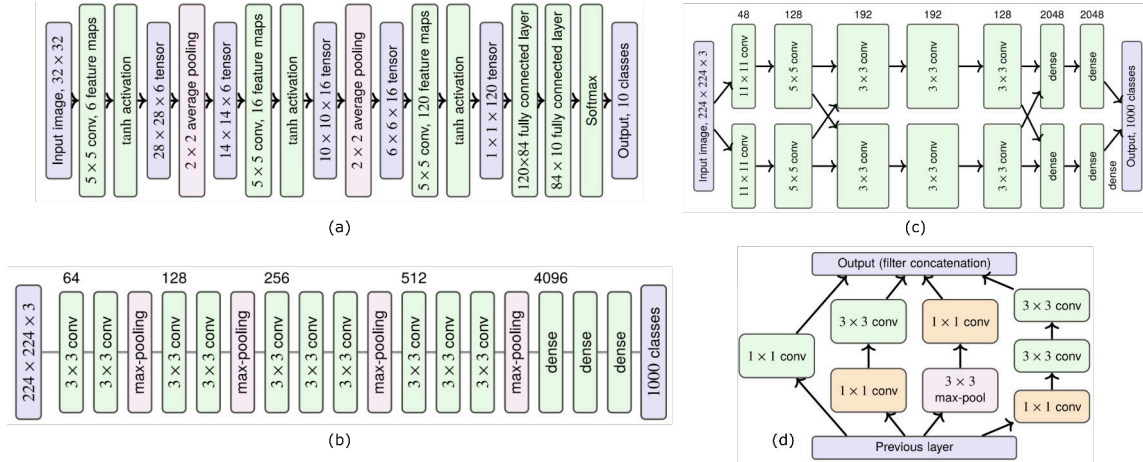 Input image, 32 × 32
5 × 5 conv, 6 feature maps
tanh activation
28 × 28 × 6 tensor
2 × 2 average pooling
14 × 14 × 6 tensor
5 × 5 conv, 16 feature maps
tanh activation
10 × 10 × 16 tensor
2 × 2 average pooling
6 × 6 × 16 tensor
5 × 5 conv, 120 feature maps
tanh activation
1 × 1 × 120 tensor
120×84 fully connected layer
84 × 10 fully connected layer
Softmax
Output, 10 classes
(a)
48 128 192 192 128 2048 2048
Input image, 224 × 224 × 3
11 × 11 conv
5 × 5 conv
3 × 3 conv
3 × 3 conv
3 × 3 conv
dense
dense
11 × 11 conv
5 × 5 conv
3 × 3 conv
3 × 3 conv
3 × 3 conv
dense
dense
dense
Output, 1000 classes
(c)
64 128 256 512 4096
224 × 224 × 3
3 × 3 conv
3 × 3 conv
max-pooling
3 × 3 conv
3 × 3 conv
max-pooling
3 × 3 conv
3 × 3 conv
3 × 3 conv
max-pooling
3 × 3 conv
3 × 3 conv
3 × 3 conv
max-pooling
dense
dense
dense
1000 classes
(b)
Output (filter concatenation)
3 × 3 conv
3 × 3 conv
1 × 1 conv
1 × 1 conv
3 × 3 conv
1 × 1 conv
3 × 3
max-pool
1 × 1 conv
Previous layer
(d)